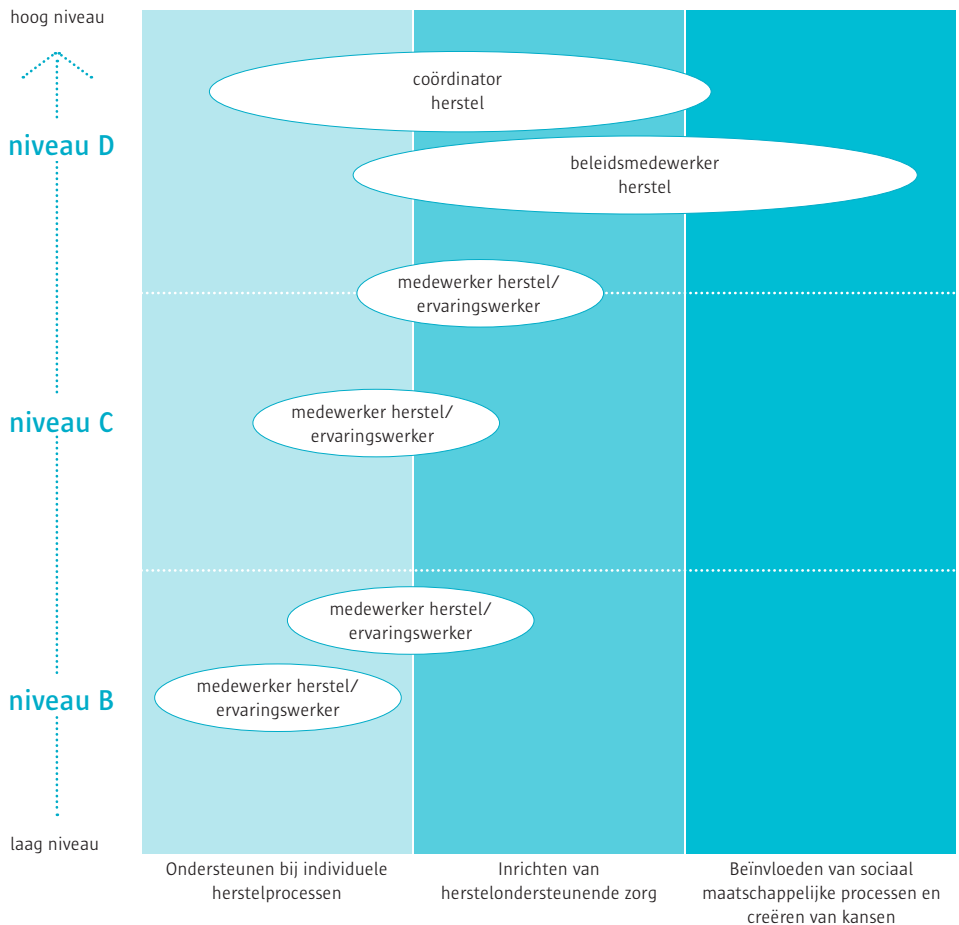 hoog niveau
coördinator
herstel
niveau D
beleidsmedewerker
herstel
medewerker herstel/
ervaringswerker
niveau C
medewerker herstel/
ervaringswerker
medewerker herstel/
ervaringswerker
niveau B
medewerker herstel/
ervaringswerker
laag niveau
Ondersteunen bij individuele
herstelprocessen
Inrichten van
herstelondersteunende zorg
Beïnvloeden van sociaal
maatschappelijke processen en
creëren van kansen